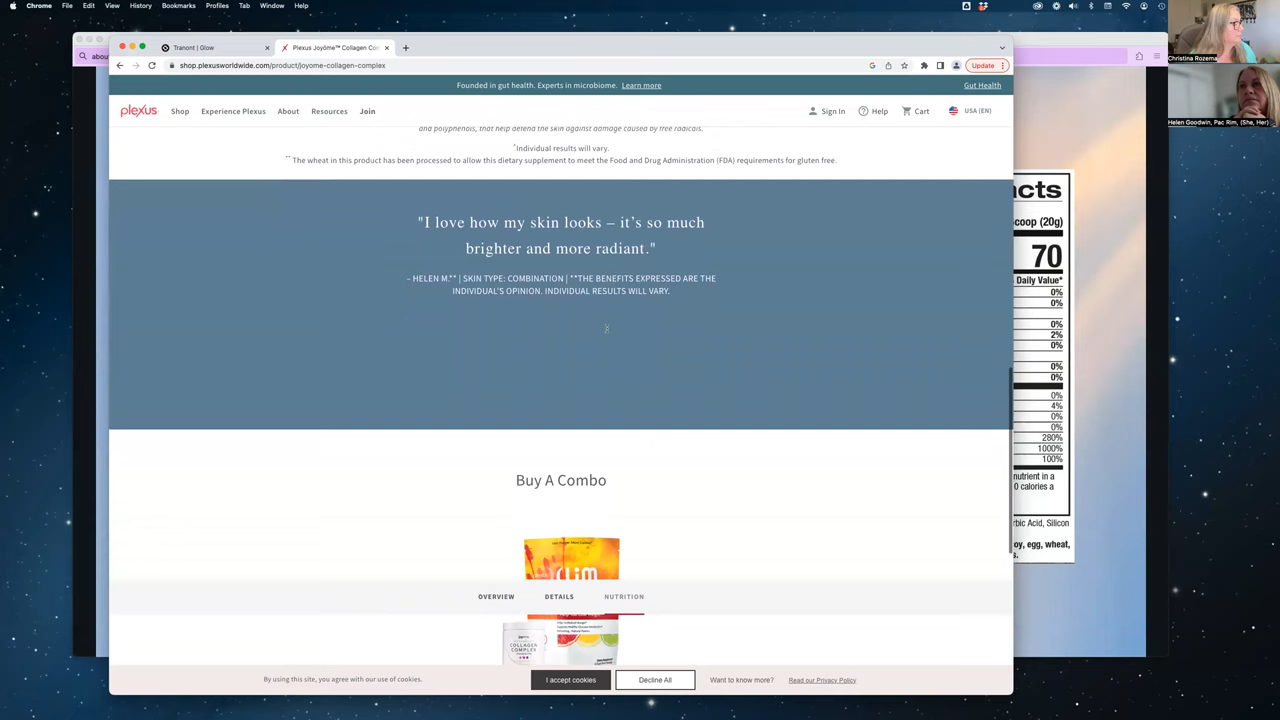 Chrome File Edit View History Bookmarks Profiles Tab Window Help
Tranont | Glow
Plexus Joyōme™ Collagen Co
abou
shop.plexusworldwide.com/product/joyome-collagen-complex
Update
Christina Rozema
Helen Goodwin, Pac Rim, (She, Her)
Founded in gut health. Experts in microbiome. Learn more
Gut Health
plexus Shop Experience Plexus About Resources Join
Sign In Help Cart USA (EN)
and polyphenols, that help defend the skin against damage caused by free radicals.
^Individual results will vary.
** The wheat in this product has been processed to allow this dietary supplement to meet the Food and Drug Administration (FDA) requirements for gluten free.
"I love how my skin looks – it's so much
brighter and more radiant."
– HELEN M.** | SKIN TYPE: COMBINATION | **THE BENEFITS EXPRESSED ARE THE
INDIVIDUAL'S OPINION. INDIVIDUAL RESULTS WILL VARY.
Buy A Combo
slim
OVERVIEW DETAILS NUTRITION
COLLAGEN
COMPLEX
By using this site, you agree with our use of cookies.
I accept cookies
Decline All
Want to know more?
Read our Privacy Policy
cts
coop (20g)
70
Daily Value*
0%
0%
0%
2%
0%
0%
0%
0%
4%
0%
0%
280%
1000%
100%
nutrient in a
0 calories a
rbic Acid, Silicon
oy, egg, wheat,
s.